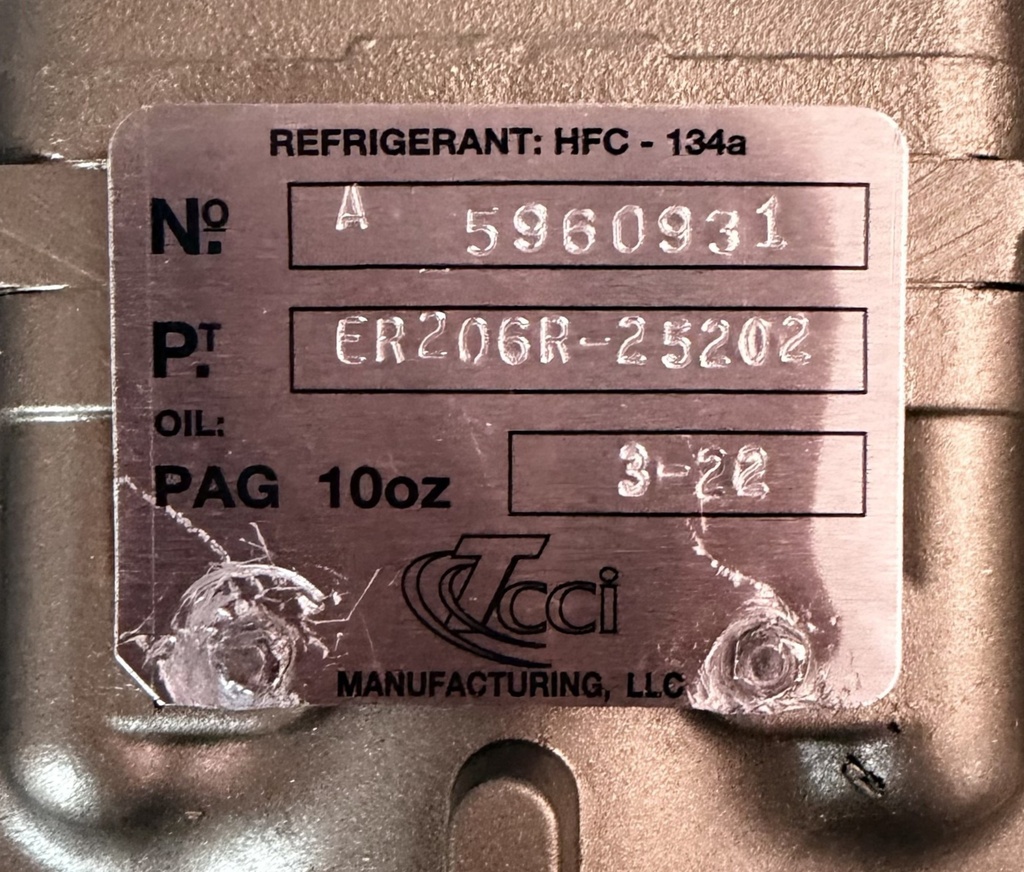 REFRIGERANT: HFC - 134a
Nº. A 5960931
PT. ER206R-25202
OIL:
PAG 10oz 3-22
Tcci
MANUFACTURING, LLC